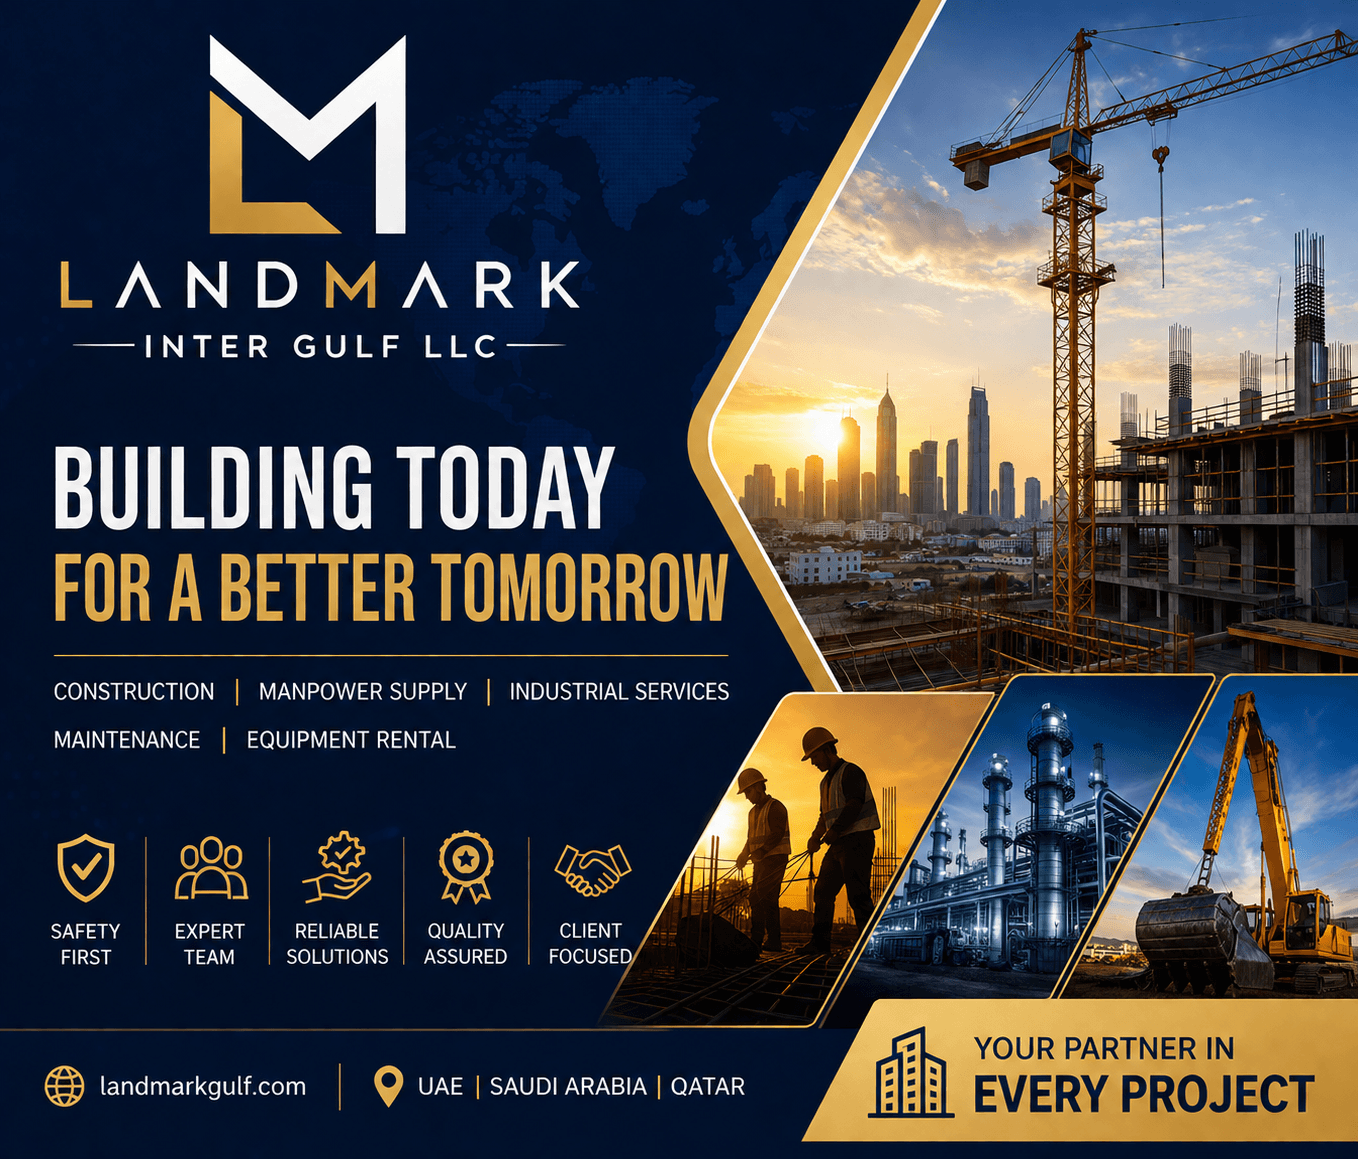 LANDMARK
INTER GULF LLC
BUILDING TODAY
FOR A BETTER TOMORROW
CONSTRUCTION | MANPOWER SUPPLY | INDUSTRIAL SERVICES
MAINTENANCE | EQUIPMENT RENTAL
SAFETY FIRST
EXPERT TEAM
RELIABLE SOLUTIONS
QUALITY ASSURED
CLIENT FOCUSED
landmarkgulf.com
UAE | SAUDI ARABIA | QATAR
YOUR PARTNER IN
EVERY PROJECT